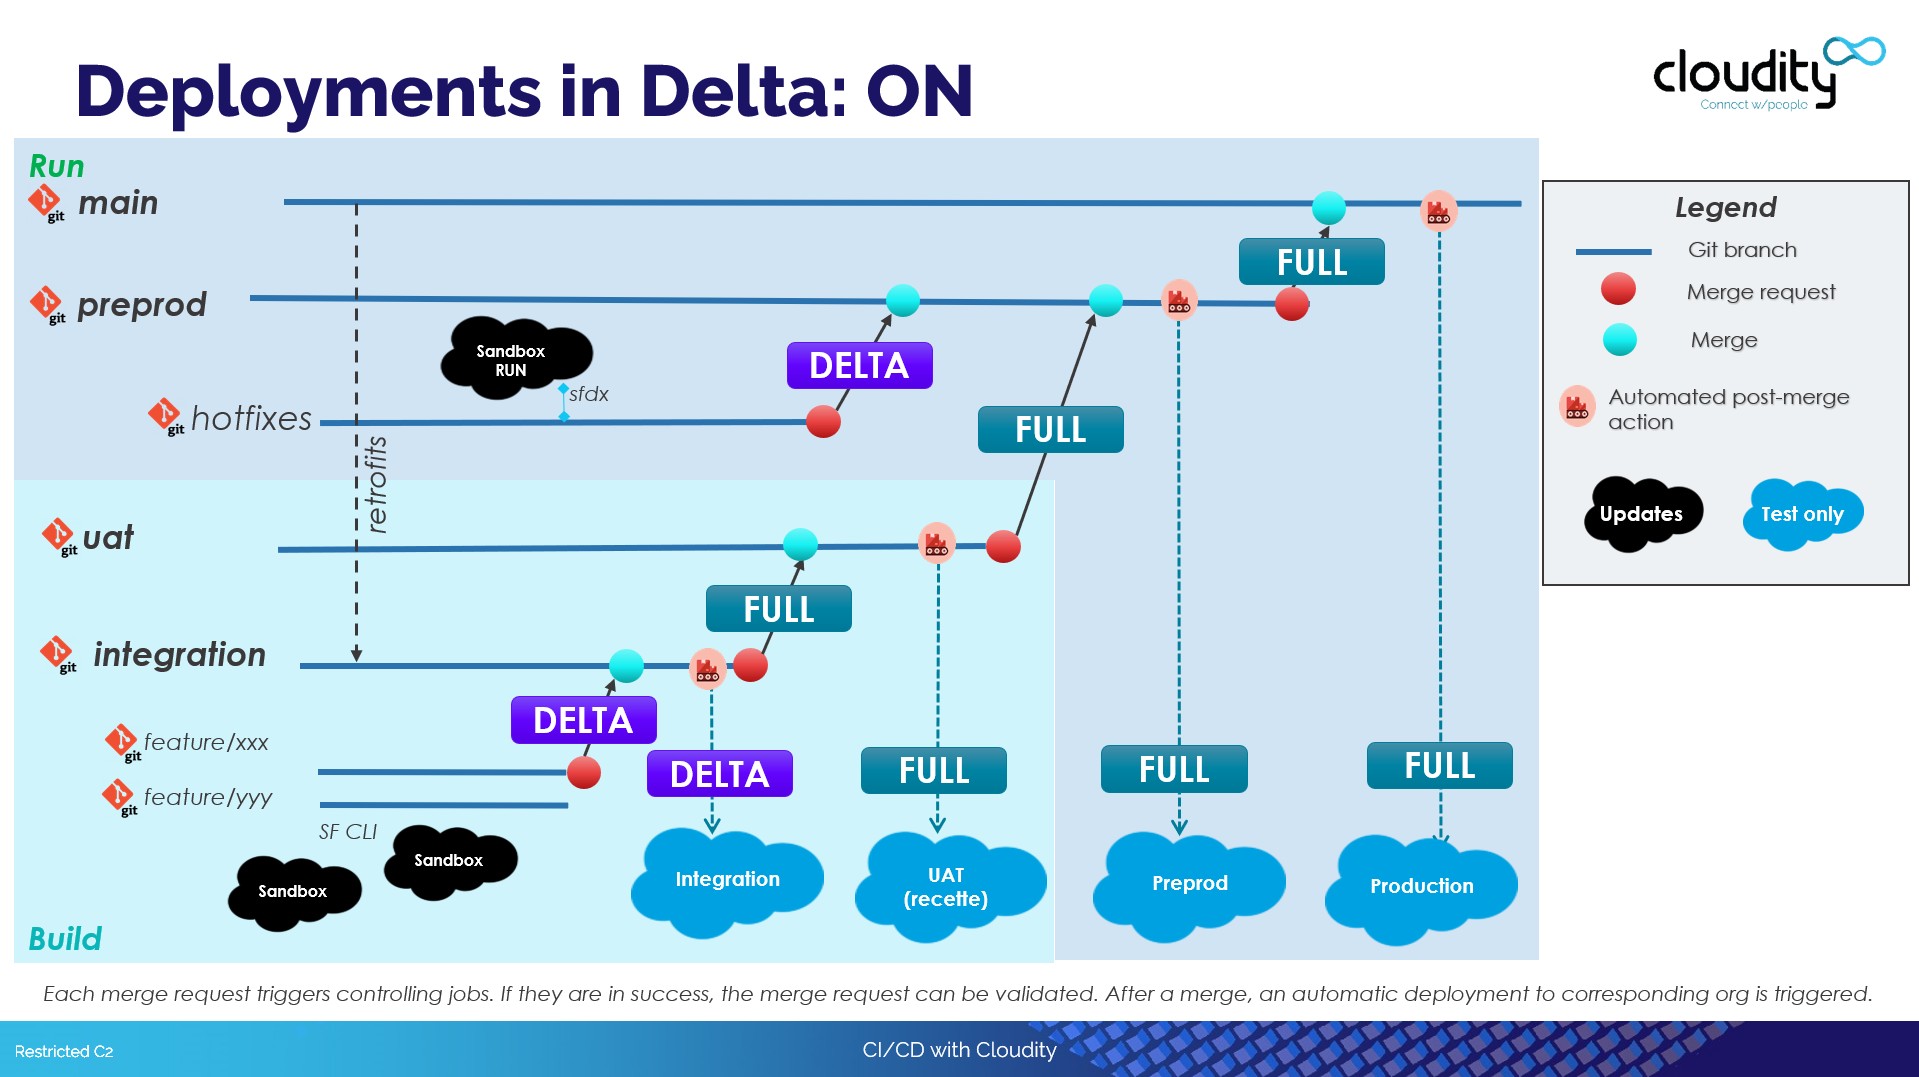 Deployments in Delta: ON
cloudity
Connect w/people
Run
git main
git preprod
Sandbox
RUN
sfdx
git hotfixes
retrofits
DELTA
FULL
FULL
git uat
FULL
git integration
DELTA
git feature/xxx
git feature/yyy
SF CLI
Sandbox
Sandbox
DELTA
FULL
FULL
FULL
Integration
UAT
(recette)
Preprod
Production
Build
Legend
Git branch
Merge request
Merge
Automated post-merge
action
Updates
Test only
Each merge request triggers controlling jobs. If they are in success, the merge request can be validated. After a merge, an automatic deployment to corresponding org is triggered.
Restricted C2
CI/CD with Cloudity